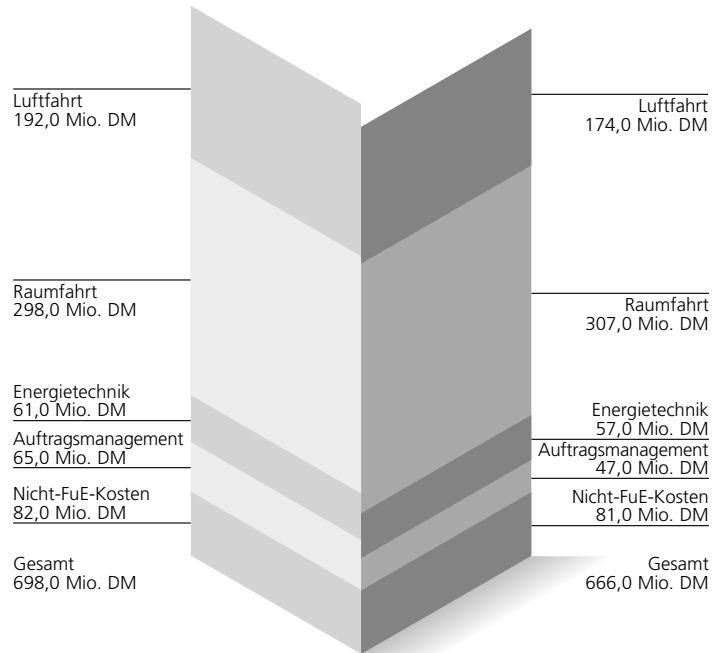 Luftfahrt
192,0 Mio. DM
Raumfahrt
298,0 Mio. DM
Energietechnik
61,0 Mio. DM
Auftragsmanagement
65,0 Mio. DM
Nicht-FuE-Kosten
82,0 Mio. DM
Gesamt
698,0 Mio. DM
Luftfahrt
174,0 Mio. DM
Raumfahrt
307,0 Mio. DM
Energietechnik
57,0 Mio. DM
Auftragsmanagement
47,0 Mio. DM
Nicht-FuE-Kosten
81,0 Mio. DM
Gesamt
666,0 Mio. DM